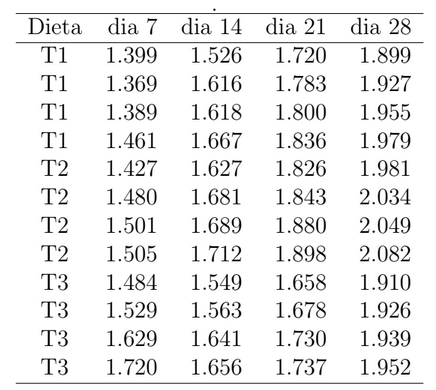 .
Dieta dia 7 dia 14 dia 21 dia 28
T1 1.399 1.526 1.720 1.899
T1 1.369 1.616 1.783 1.927
T1 1.389 1.618 1.800 1.955
T1 1.461 1.667 1.836 1.979
T2 1.427 1.627 1.826 1.981
T2 1.480 1.681 1.843 2.034
T2 1.501 1.689 1.880 2.049
T2 1.505 1.712 1.898 2.082
T3 1.484 1.549 1.658 1.910
T3 1.529 1.563 1.678 1.926
T3 1.629 1.641 1.730 1.939
T3 1.720 1.656 1.737 1.952